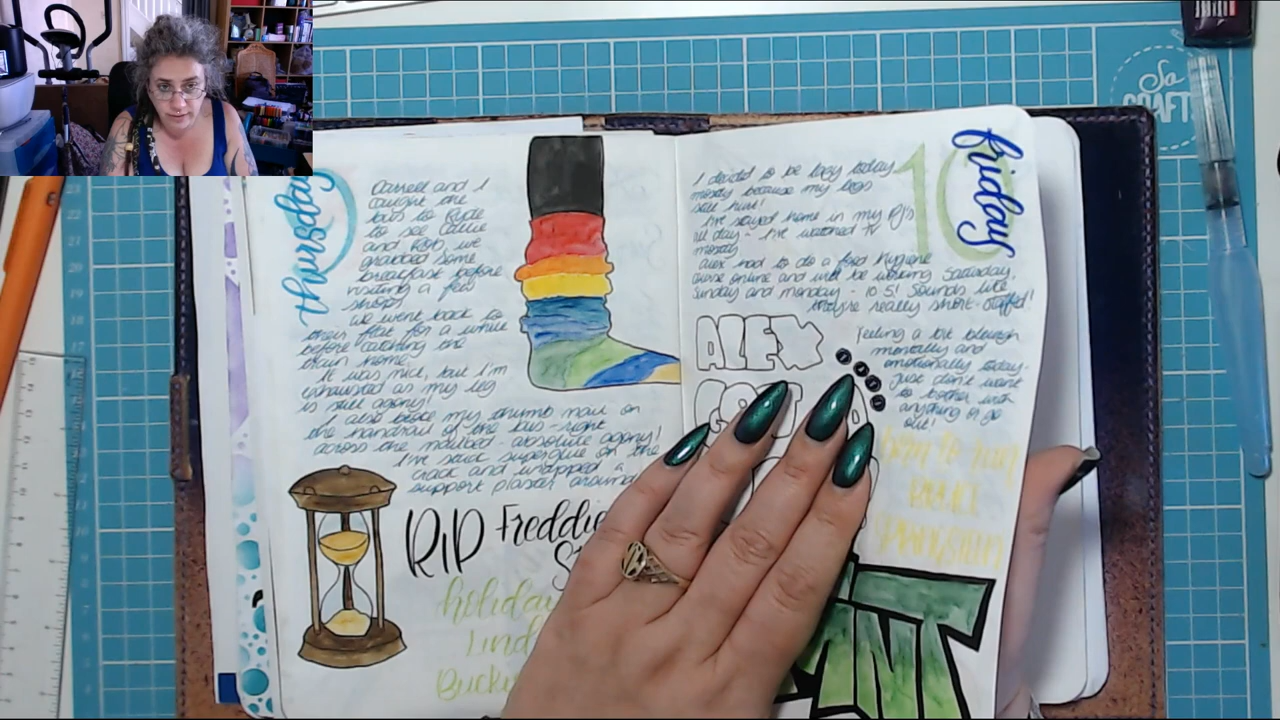 thursday
Darrell and I
caught the
bus to Ryde
to see Callie
and Rob, we
grabbed some
breakfast before
visiting a few
shops
we went back to
their flat for a while
before catching the
train home.
It was nice, but I'm
exhausted as my leg
is still agony!
I also broke my thumb nail on
the handrail of the bus - right
across the nailbed - absolute agony!
I've stuck superglue on the
crack and wrapped a
support plaster around
RIP Freddie
holiday
10
friday
I decided to be lazy today
mostly because my legs
hurt!
I've stayed home in my PJ's
all day - I've watched TV
mostly
Alex had to do a food hygiene
course online and will be working Saturday,
Sunday and Monday - 10-5! Sounds like
they're really short-staffed!
ALEX
GOT
Feeling a bit bleurgh
mentally and
emotionally today.
Just don't want
to bother with
anything or go
out!
So
CRAFT